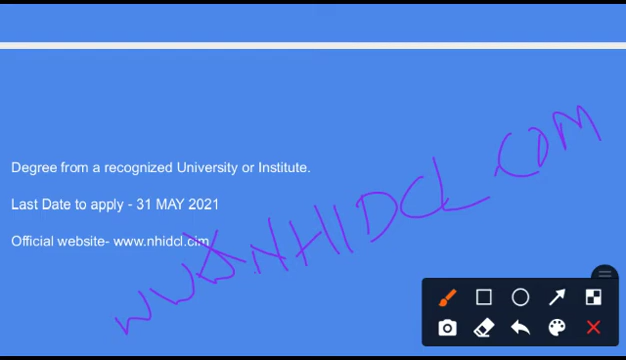 Degree from a recognized University or Institute.
Last Date to apply - 31 MAY 2021
Official website- www.nhidcl.cim
WWW.NHIDCL.COM